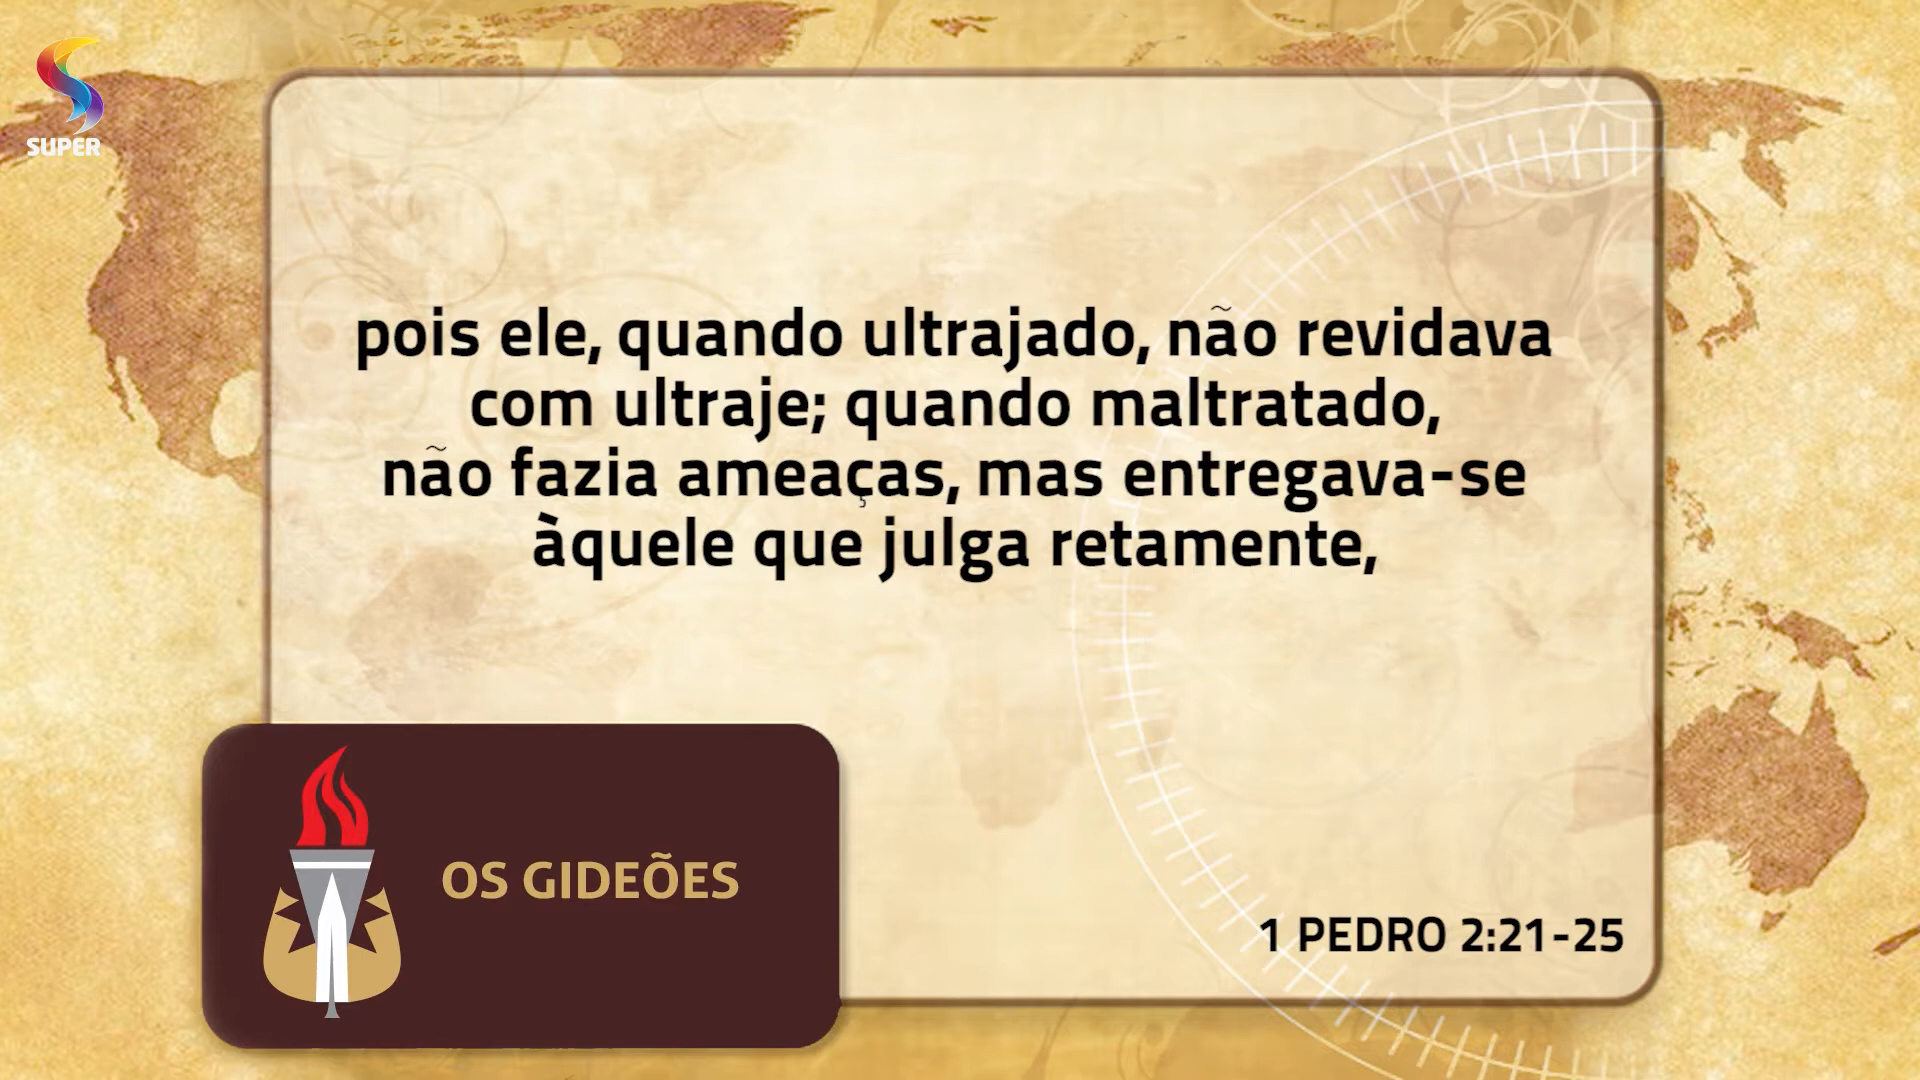 SUPER
pois ele, quando ultrajado, não revidava
com ultraje; quando maltratado,
não fazia ameaças, mas entregava-se
àquele que julga retamente,
OS GIDEÕES
1 PEDRO 2:21-25